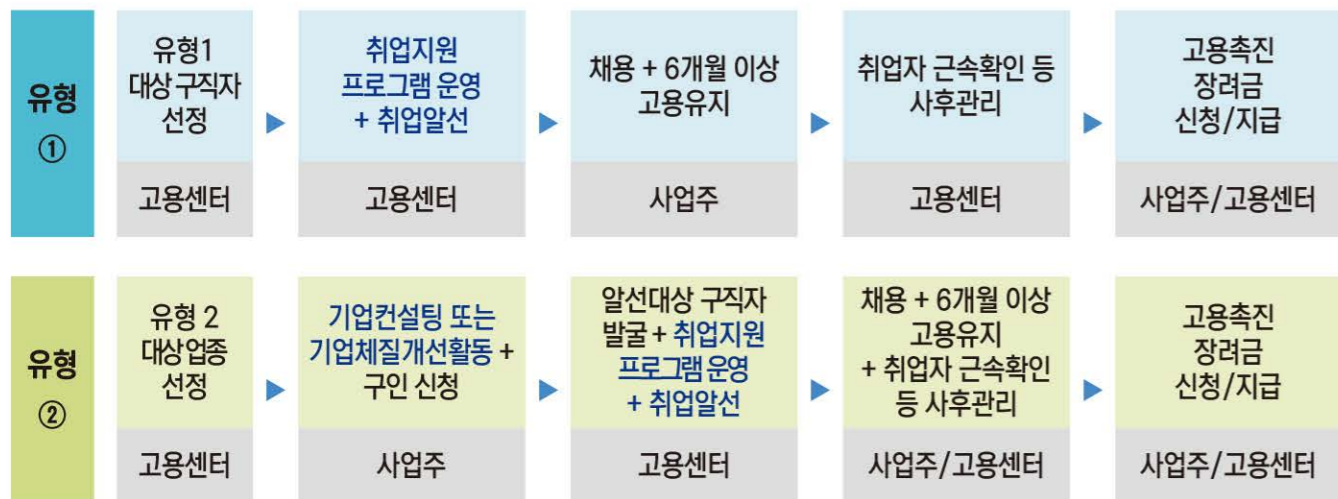 유형
①
유형1
대상 구직자
선정
고용센터
취업지원
프로그램 운영
+ 취업알선
고용센터
채용 + 6개월 이상
고용유지
사업주
취업자 근속확인 등
사후관리
고용센터
고용촉진
장려금
신청/지급
사업주/고용센터
유형
②
유형 2
대상업종
선정
고용센터
기업컨설팅 또는
기업체질개선활동 +
구인 신청
사업주
알선대상 구직자
발굴 + 취업지원
프로그램 운영
+ 취업알선
고용센터
채용 + 6개월 이상
고용유지
+ 취업자 근속확인
등 사후관리
사업주/고용센터
고용촉진
장려금
신청/지급
사업주/고용센터